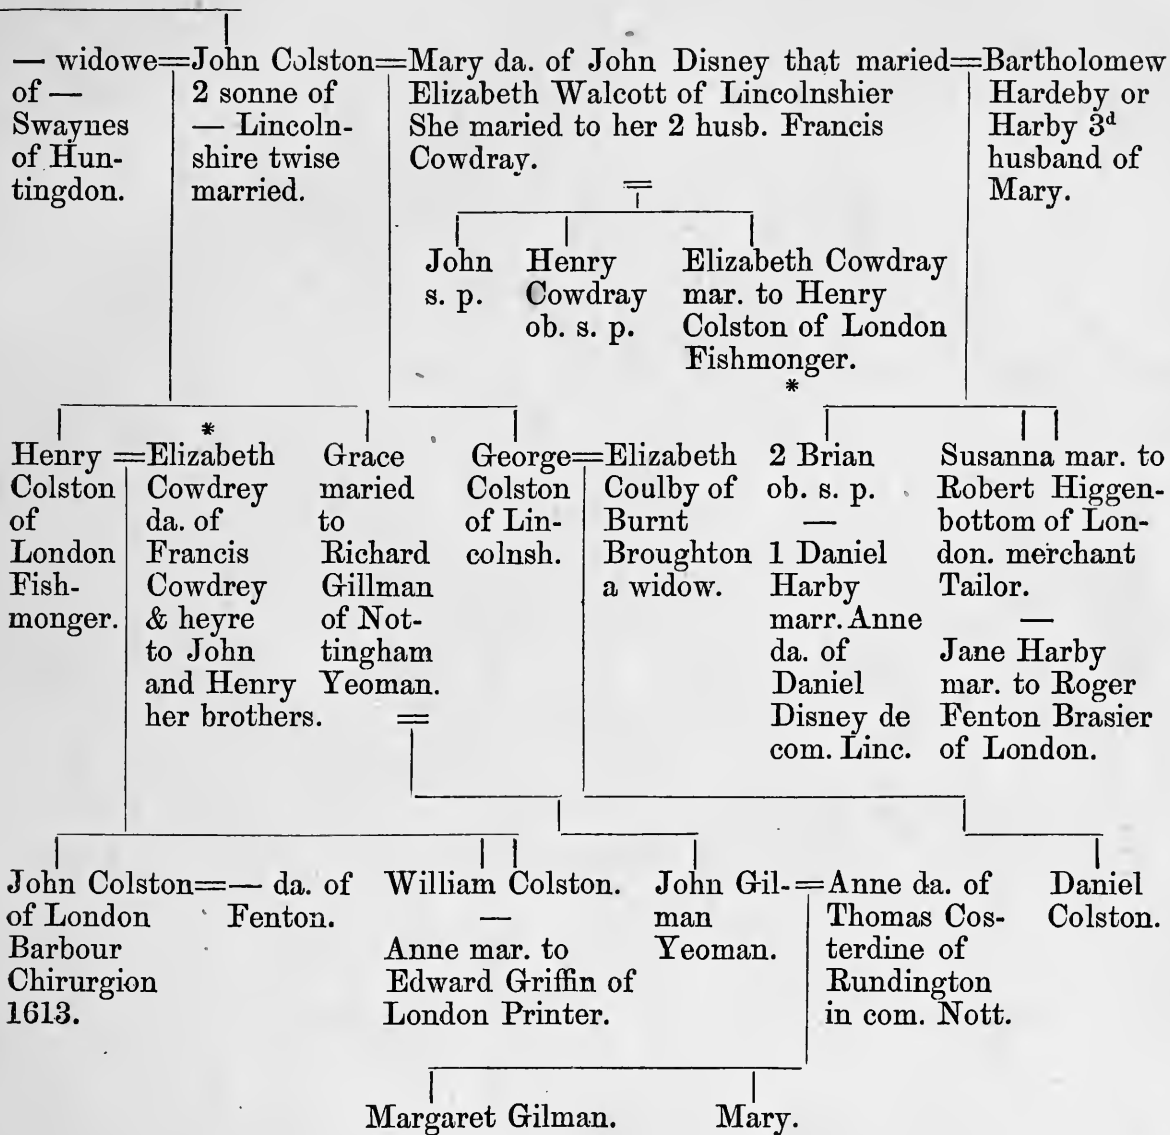 — widowe=John Colston=Mary da. of John Disney that maried=Bartholomew
of —
Swaynes
of Hun-
tingdon.
2 sonne of
— Lincoln-
shire twise
married.
Elizabeth Walcott of Lincolnshier
She maried to her 2 husb. Francis
Cowdray.
Hardeby or
Harby 3d
husband of
Mary.
=
John
s. p.
Henry
Cowdray
ob. s. p.
Elizabeth Cowdray
mar. to Henry
Colston of London
Fishmonger.
*
Henry =
Colston
of
London
Fish-
monger.
*
Elizabeth
Cowdrey
da. of
Francis
Cowdrey
& heyre
to John
and Henry
her brothers.
Grace
maried
to
Richard
Gillman
of Not-
tingham
Yeoman.
=
George=
Colston
of Lin-
colnsh.
Elizabeth
Coulby of
Burnt
Broughton
a widow.
2 Brian
ob. s. p.
—
1 Daniel
Harby
marr. Anne
da. of
Daniel
Disney de
com. Linc.
Susanna mar. to
Robert Higgen-
bottom of Lon-
don. merchant
Tailor.
—
Jane Harby
mar. to Roger
Fenton Brasier
of London.
John Colston=
of London
Barbour
Chirurgion
1613.
— da. of
Fenton.
William Colston.
—
Anne mar. to
Edward Griffin of
London Printer.
John Gil-=
man
Yeoman.
Anne da. of
Thomas Cos-
terdine of
Rundington
in com. Nott.
Daniel
Colston.
Margaret Gilman.
Mary.